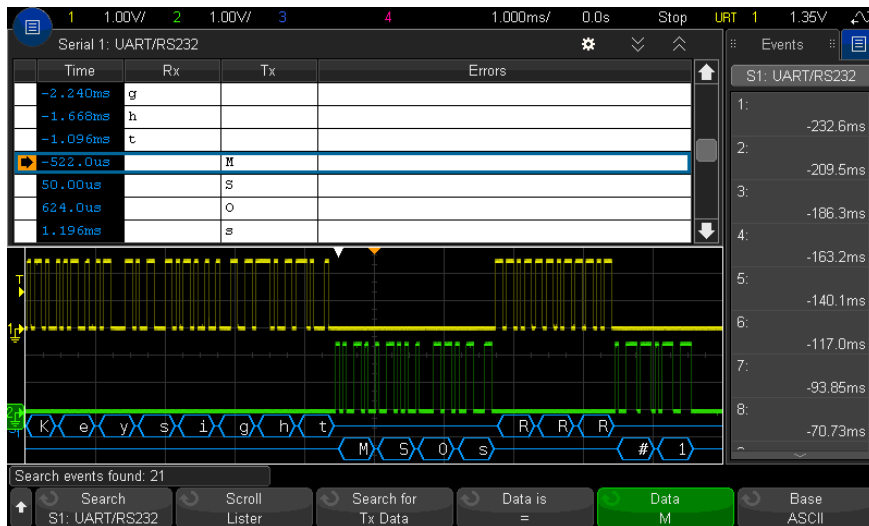 1 1.00V/ 2 1.00V/ 3 4 1.000ms/ 0.0s Stop URT 1 1.35V
Serial 1: UART/RS232
Events
Time Rx Tx Errors
S1: UART/RS232
-2.240ms g
-1.668ms h
-1.096ms t
-522.0us M
50.00us S
624.0us O
1.196ms s
1:
-232.6ms
2:
-209.5ms
3:
-186.3ms
4:
-163.2ms
5:
-140.1ms
6:
-117.0ms
7:
-93.85ms
8:
-70.73ms
T
1
2
K e y s i g h t R R R
M S O s # 1
Search events found: 21
Search Scroll Search for Data is Data Base
S1: UART/RS232 Lister Tx Data = M ASCII